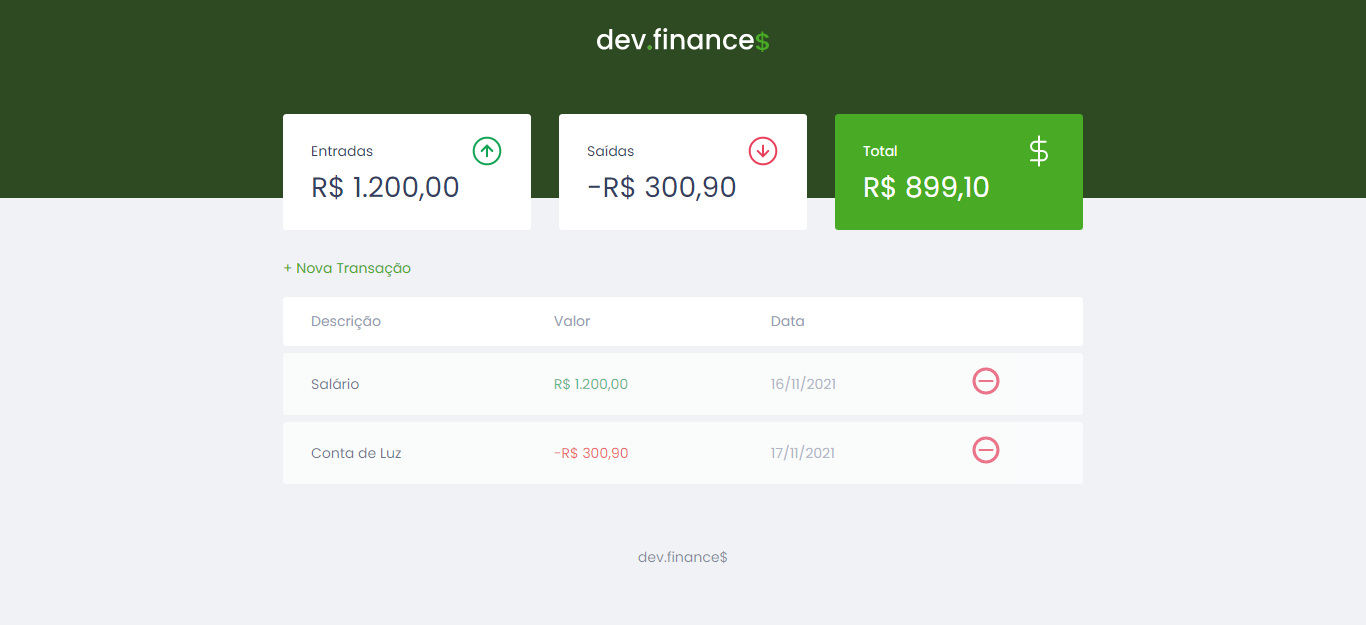 dev.finance$
Entradas
R$ 1.200,00
Saídas
-R$ 300,90
Total
$
R$ 899,10
+ Nova Transação
Descrição Valor Data
Salário R$ 1.200,00 16/11/2021
Conta de Luz -R$ 300,90 17/11/2021
dev.finance$